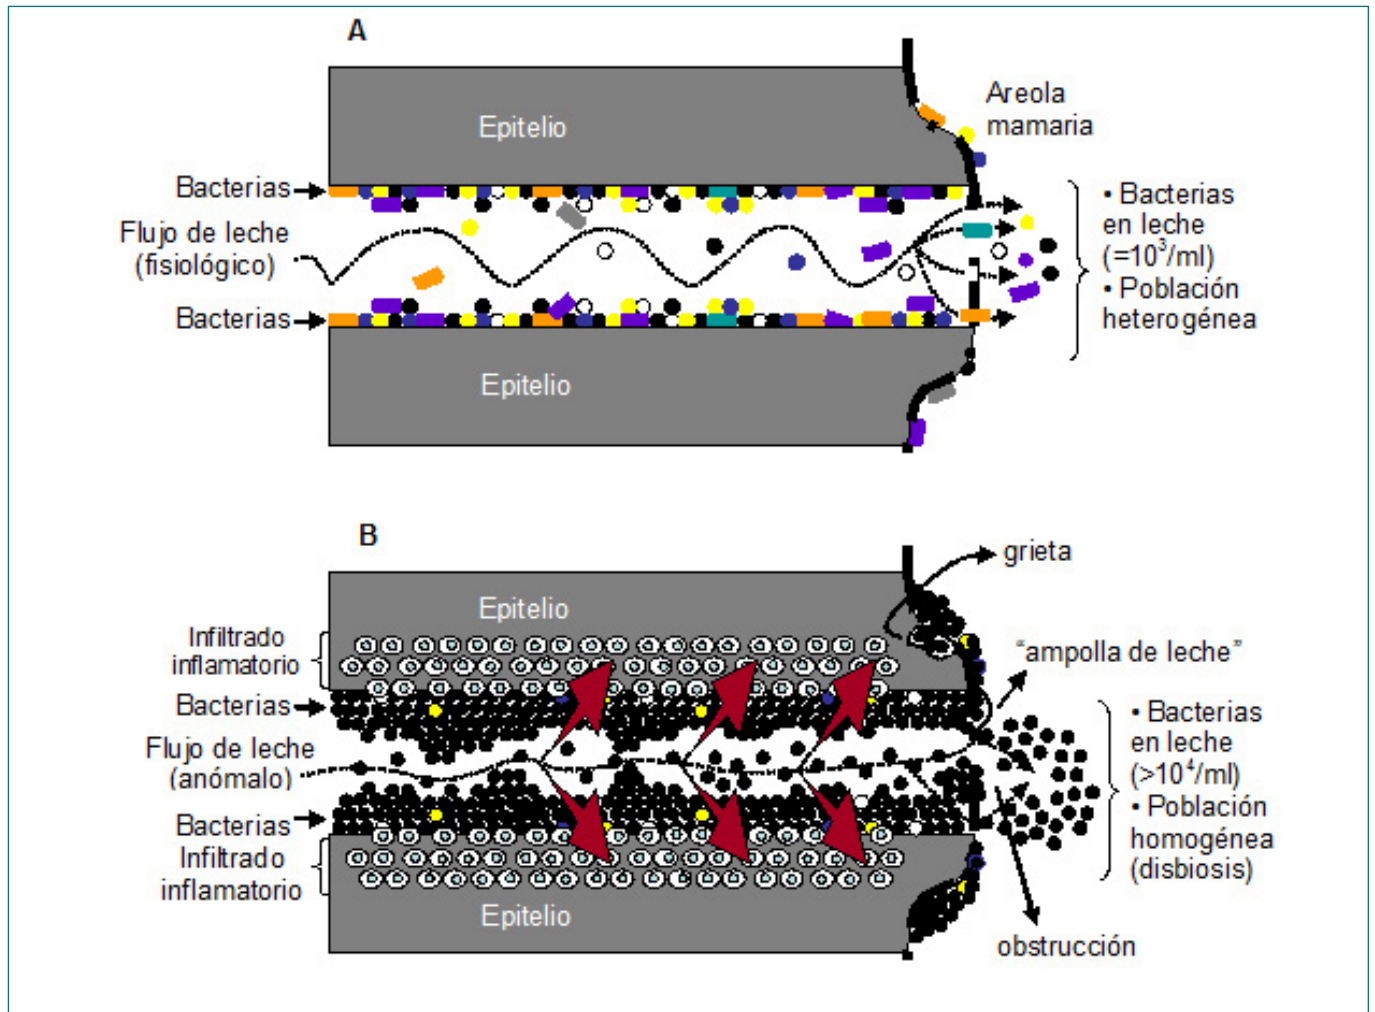 A
Epitelio
Areola
mamaria
Bacterias
Flujo de leche
(fisiológico)
Bacterias
• Bacterias
en leche
(=10³/ml)
• Población
heterogénea
Epitelio
B
grieta
Epitelio
Infiltrado
inflamatorio
“ampolla de leche”
Bacterias
Flujo de leche
(anómalo)
• Bacterias
en leche
(>10⁴/ml)
• Población
homogénea
(disbiosis)
Bacterias
Infiltrado
inflamatorio
Epitelio
obstrucción